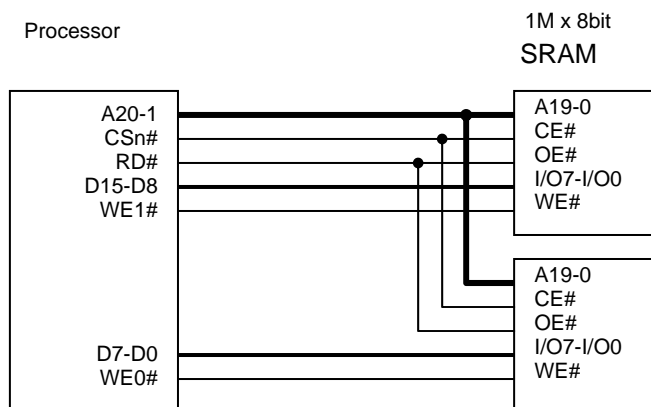 Processor
1M x 8bit
SRAM
A20-1
CSn#
RD#
D15-D8
WE1#
A19-0
CE#
OE#
I/O7-I/O0
WE#
A19-0
CE#
OE#
I/O7-I/O0
WE#
D7-D0
WE0#